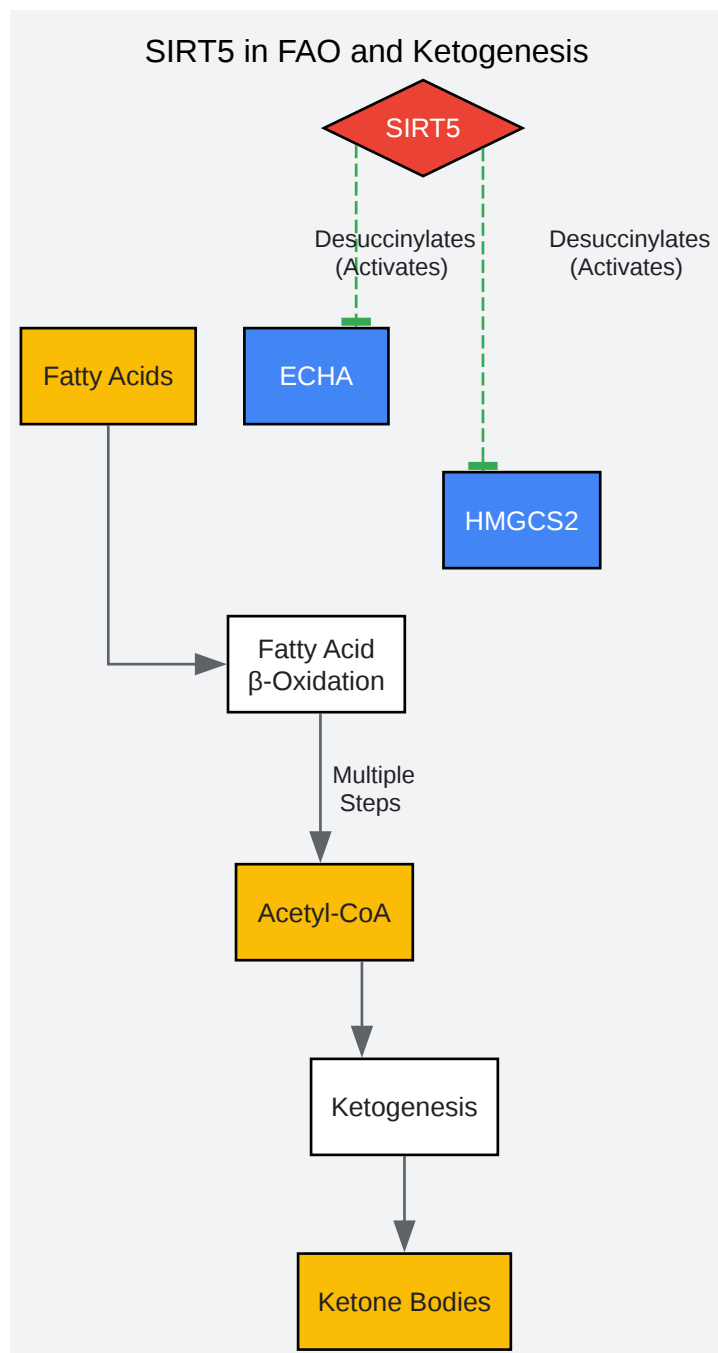 SIRT5 in FAO and Ketogenesis
SIRT5
Desuccinylates
(Activates)
Desuccinylates
(Activates)
Fatty Acids
ECHA
HMGCS2
Fatty Acid
β-Oxidation
Multiple
Steps
Acetyl-CoA
Ketogenesis
Ketone Bodies